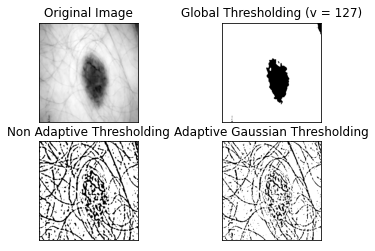 Original Image
Global Thresholding (v = 127)
Non Adaptive Thresholding
Adaptive Gaussian Thresholding